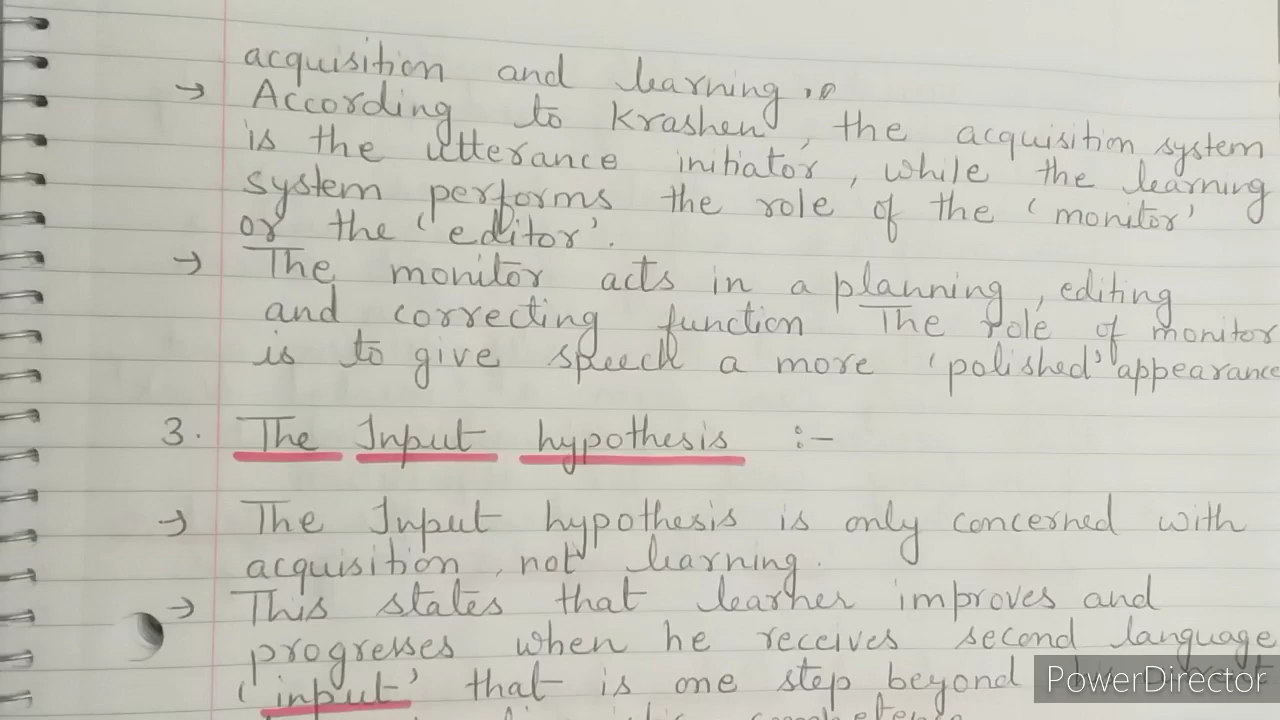 acquisition and learning.
→ According to Krashen, the acquisition system
is the utterance initiator, while the learning
system performs the role of the 'monitor'
or the 'editor'.
→ The monitor acts in a planning, editing
and correcting function The role of monitor
is to give speech a more 'polished' appearance
3. The Input hypothesis :-
→ The Input hypothesis is only concerned with
acquisition, not learning.
→ This states that learner improves and
progresses when he receives second language
'input' that is one step beyond
PowerDirector